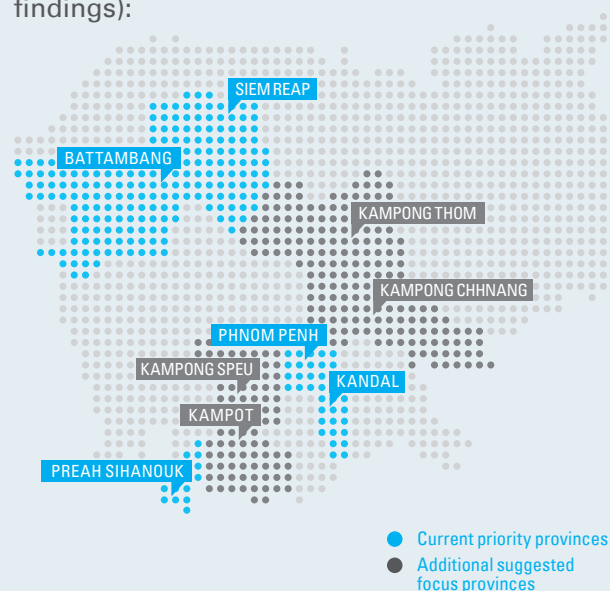 findings):
SIEM REAP
BATTAMBANG
KAMPONG THOM
KAMPONG CHHNANG
PHNOM PENH
KAMPONG SPEU
KANDAL
KAMPOT
PREAH SIHANOUK
Current priority provinces
Additional suggested
focus provinces